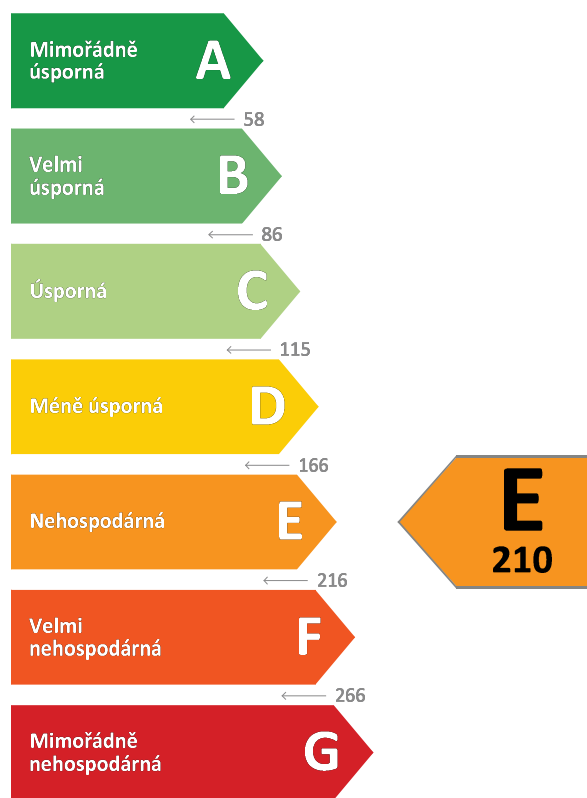 Mimořádně
úsporná
A
58
Velmi
úsporná
B
86
Úsporná
C
115
Méně úsporná
D
166
Nehospodárná
E
E
210
216
Velmi
nehospodárná
F
266
Mimořádně
nehospodárná
G